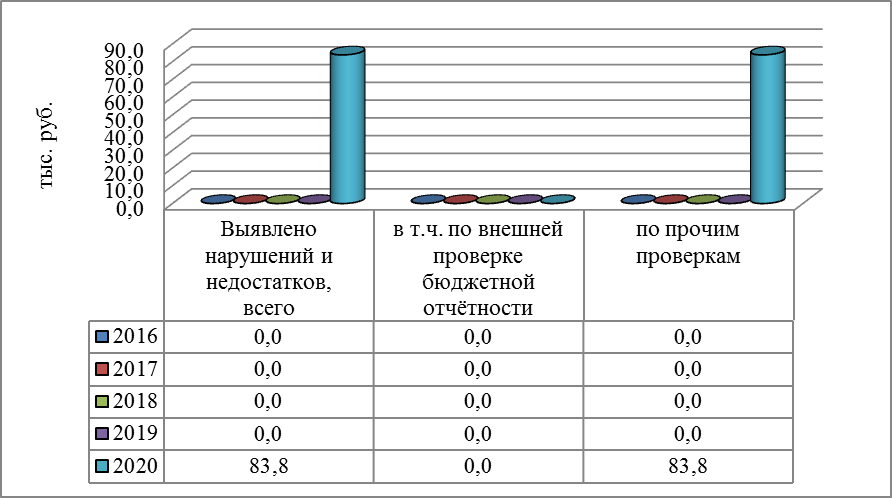 тыс. руб.
90,0
80,0
70,0
60,0
50,0
40,0
30,0
20,0
10,0
0,0
Выявлено
нарушений и
недостатков,
всего
в т.ч. по внешней
проверке
бюджетной
отчётности
по прочим
проверкам
2016 0,0 0,0 0,0
2017 0,0 0,0 0,0
2018 0,0 0,0 0,0
2019 0,0 0,0 0,0
2020 83,8 0,0 83,8